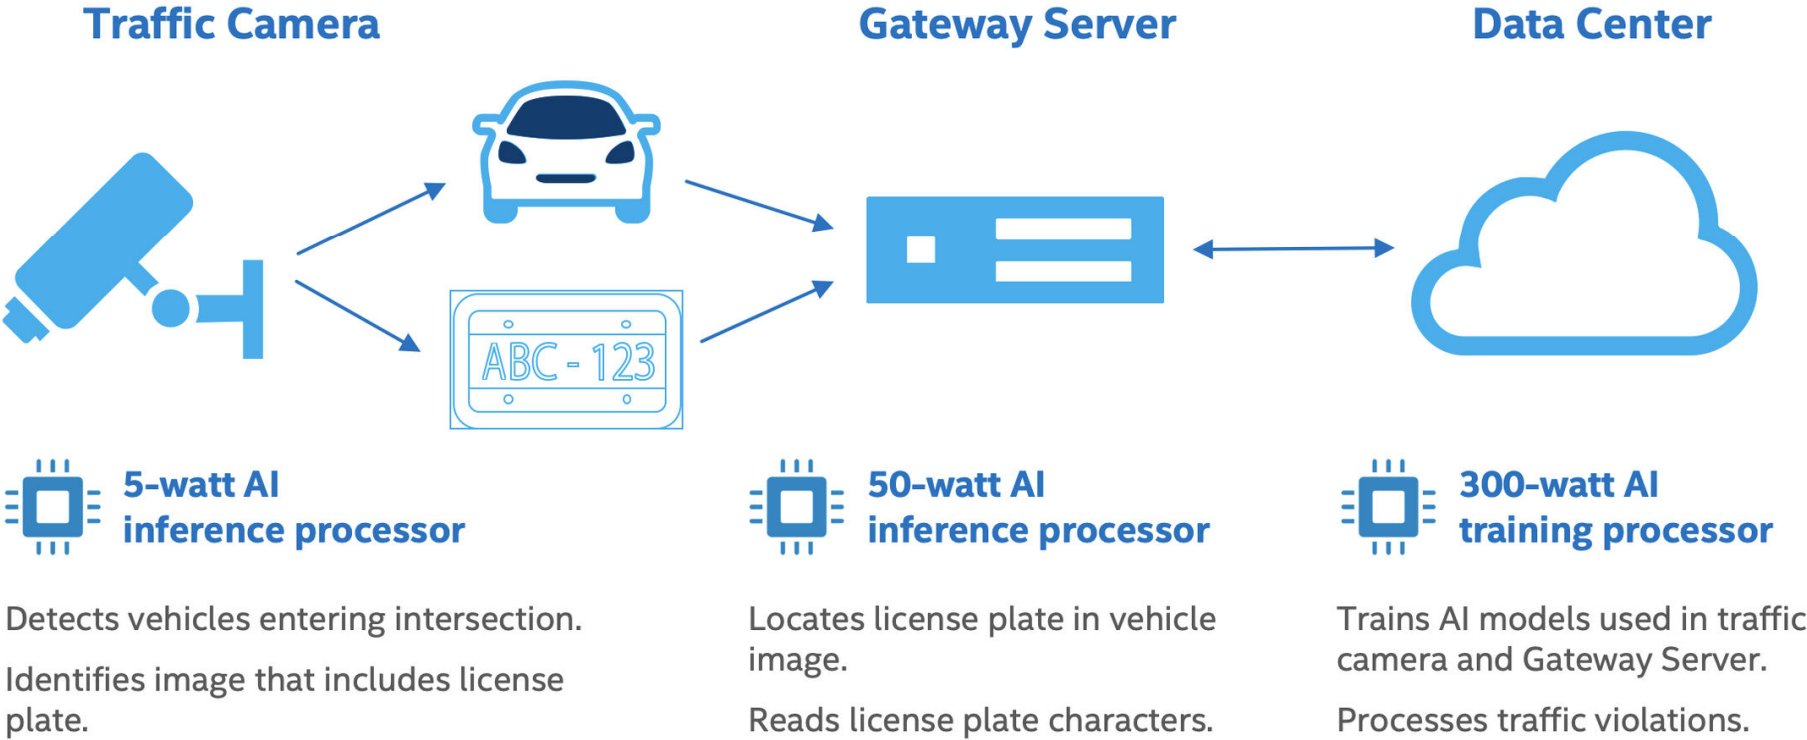 Traffic Camera
Gateway Server
Data Center
ABC - 123
5-watt AI
inference processor
50-watt AI
inference processor
300-watt AI
training processor
Detects vehicles entering intersection.
Identifies image that includes license
plate.
Locates license plate in vehicle
image.
Reads license plate characters.
Trains AI models used in traffic
camera and Gateway Server.
Processes traffic violations.